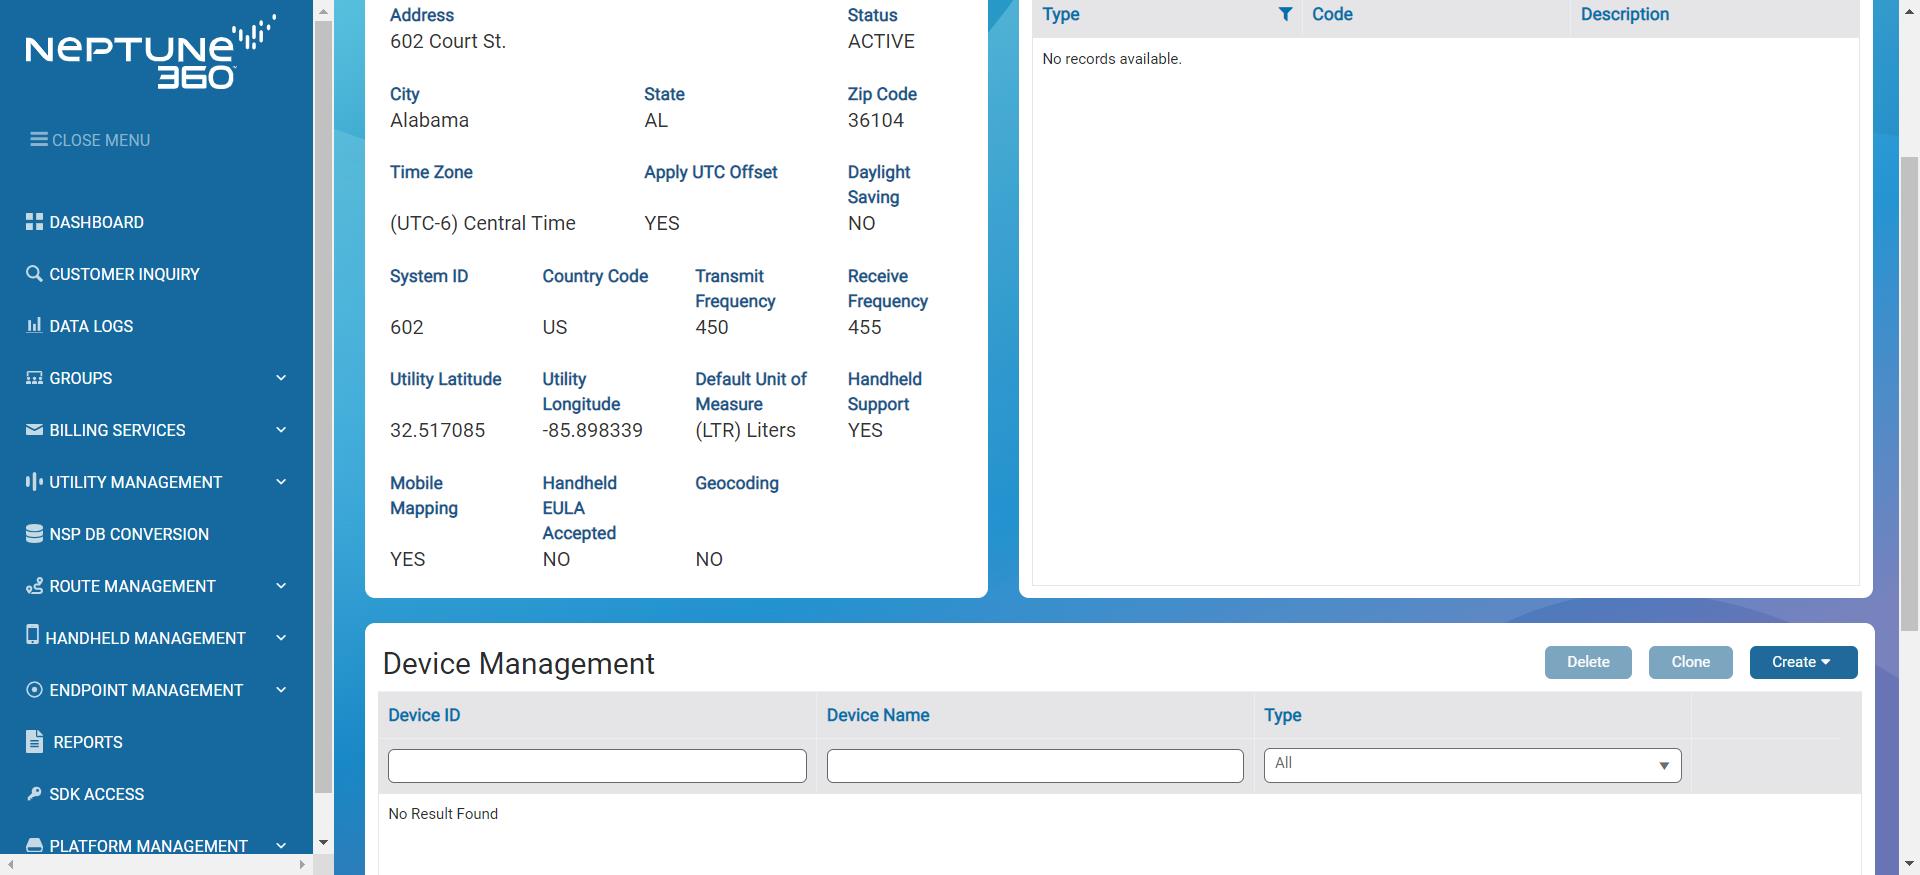 NEPTUNE
360
CLOSE MENU
DASHBOARD
CUSTOMER INQUIRY
DATA LOGS
GROUPS
BILLING SERVICES
UTILITY MANAGEMENT
NSP DB CONVERSION
ROUTE MANAGEMENT
HANDHELD MANAGEMENT
ENDPOINT MANAGEMENT
REPORTS
SDK ACCESS
PLATFORM MANAGEMENT
Address Status
602 Court St. ACTIVE
City State Zip Code
Alabama AL 36104
Time Zone Apply UTC Offset Daylight
Saving
(UTC-6) Central Time YES NO
System ID Country Code Transmit Receive
Frequency Frequency
602 US 450 455
Utility Latitude Utility Default Unit of Handheld
Longitude Measure Support
32.517085 -85.898339 (LTR) Liters YES
Mobile Handheld Geocoding
Mapping EULA
Accepted
YES NO NO
Type Code Description
No records available.
Device Management Delete Clone Create
Device ID Device Name Type
All
No Result Found